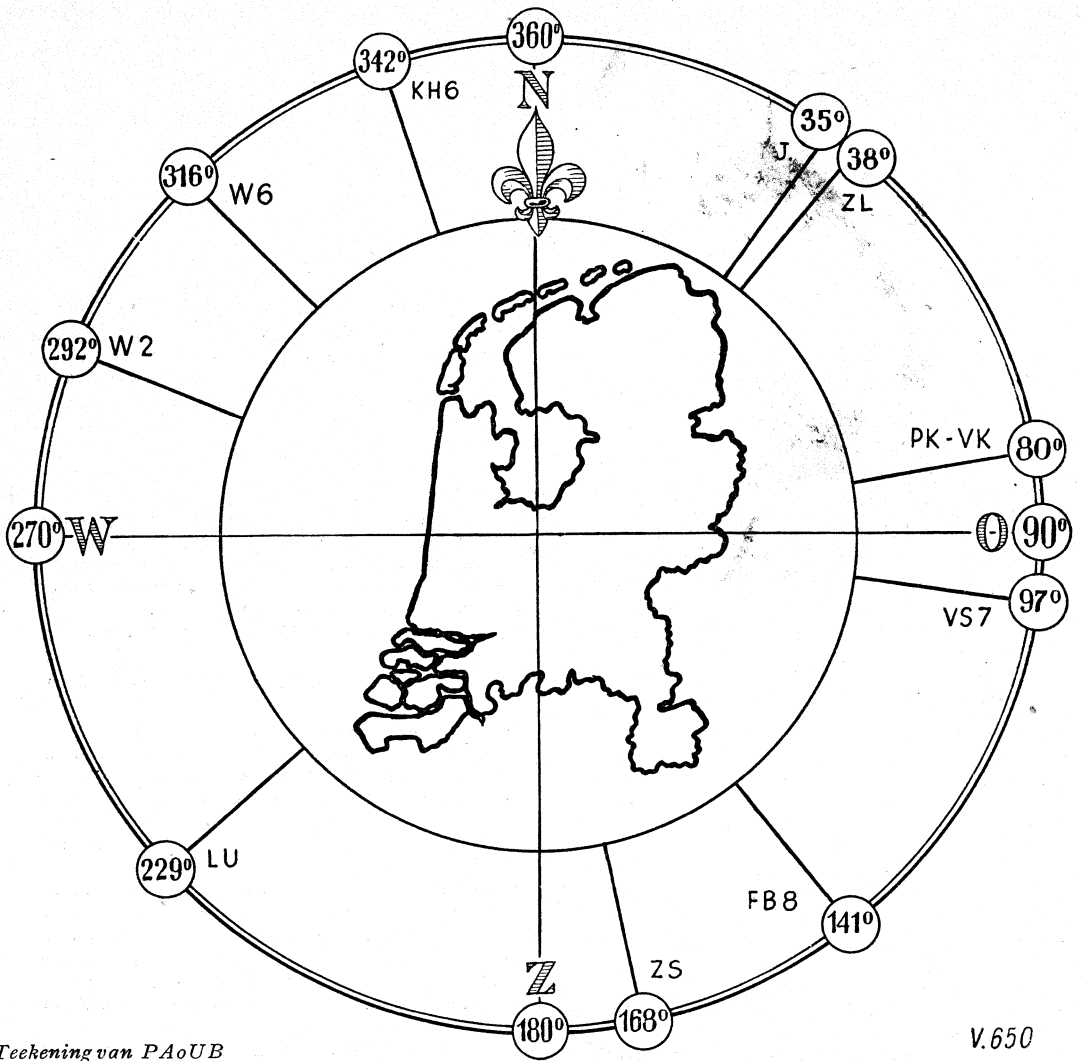 360°
N
342°
KH6
35°
J
38°
ZL
316°
W6
292°
W2
PK-VK
80°
270°
W
O
90°
VS7
97°
229°
LU
FB8
141°
ZS
168°
Z
180°
Teekening van PAoUB
V.650